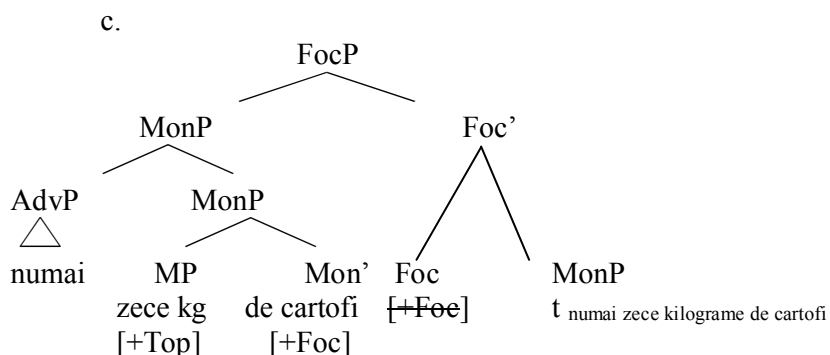 c.
FocP
MonP Foc’
AdvP MonP
numai MP Mon’ Foc MonP
zece kg de cartofi [+Foc] t numai zece kilograme de cartofi
[+Top] [+Foc]